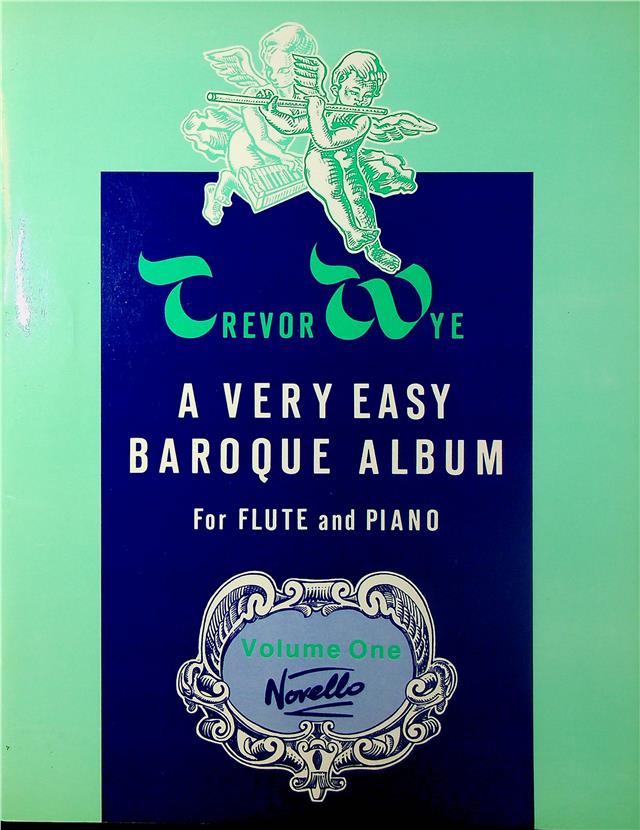 TREVOR WYE
A VERY EASY
BAROQUE ALBUM
For FLUTE and PIANO
Volume One
Novello